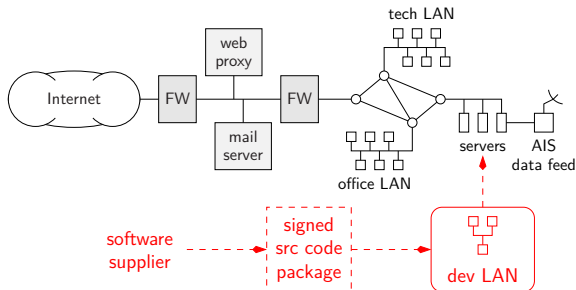 tech LAN
web
proxy
Internet
FW
FW
mail
server
servers
AIS
data feed
office LAN
software
supplier
signed
src code
package
dev LAN